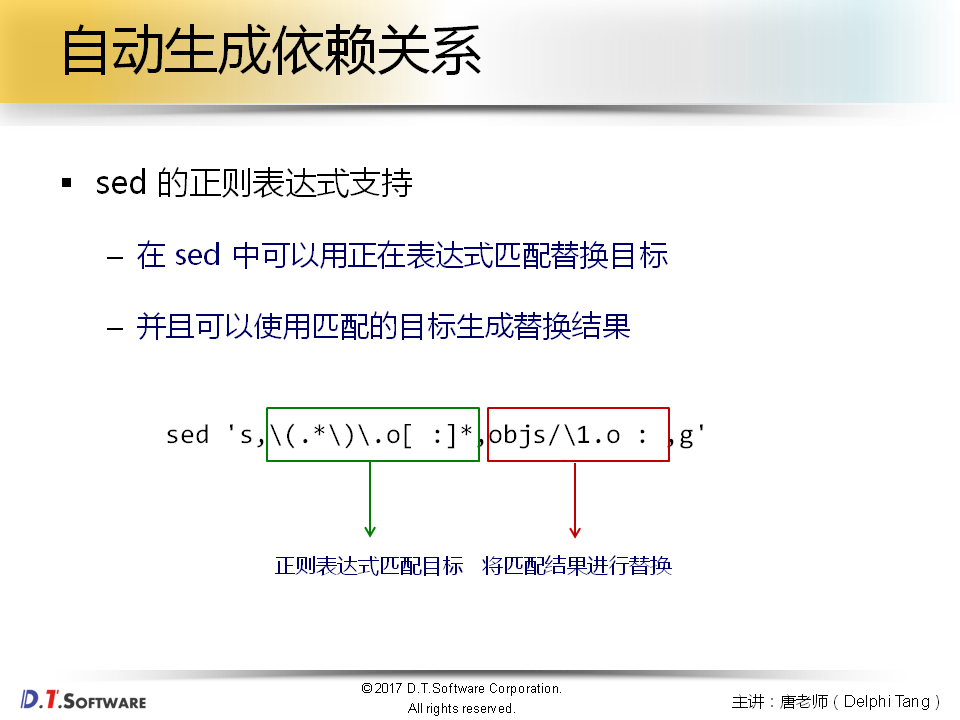 自动生成依赖关系
▪ sed 的正则表达式支持
– 在 sed 中可以用正在表达式匹配替换目标
– 并且可以使用匹配的目标生成替换结果
sed 's,\(.*\)\.o[ :]*,objs/\1.o : ,g'
正则表达式匹配目标 将匹配结果进行替换
D.T.SOFTWARE
©2017 D.T.Software Corporation.
All rights reserved.
主讲：唐老师（Delphi Tang）